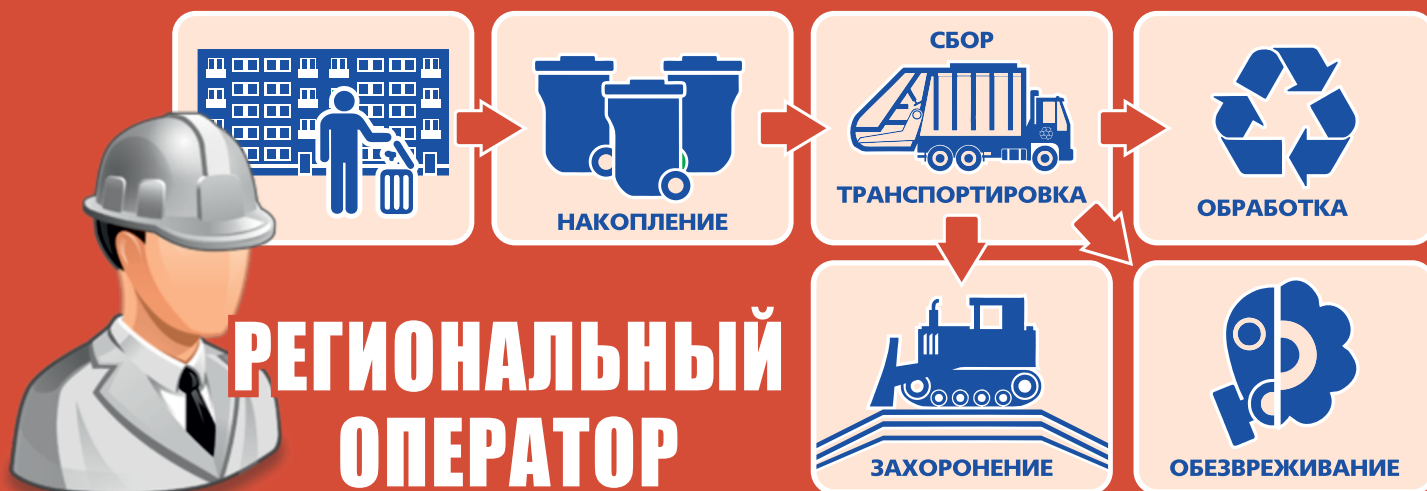 НАКОПЛЕНИЕ
СБОР
ТРАНСПОРТИРОВКА
ОБРАБОТКА
РЕГИОНАЛЬНЫЙ
ОПЕРАТОР
ЗАХОРОНЕНИЕ
ОБЕЗВРЕЖИВАНИЕ